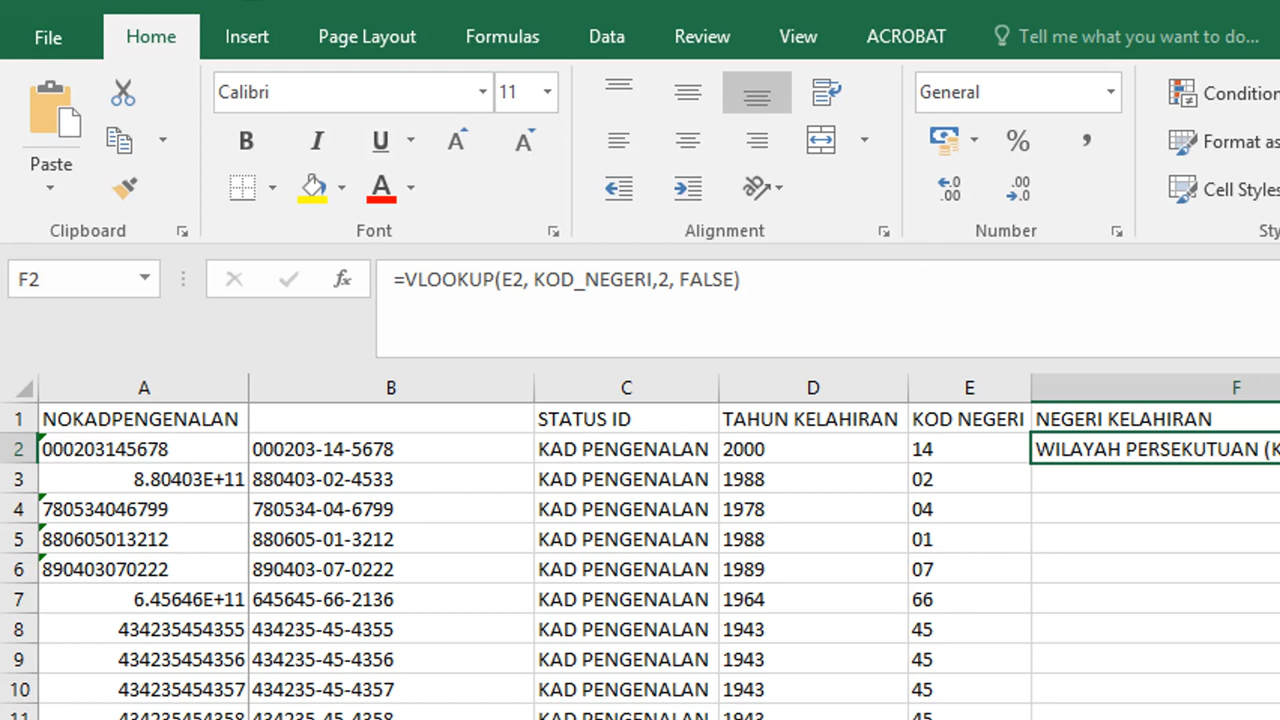 File Home Insert Page Layout Formulas Data Review View ACROBAT Tell me what you want to do...
Calibri 11 General Condition
Paste B I U A A % , Format as
A .0 .00 .00 .0 Cell Styles
Clipboard Font Alignment Number Sty
F2 fx =VLOOKUP(E2, KOD_NEGERI,2, FALSE)
A B C D E F
1 NOKADPENGENALAN STATUS ID TAHUN KELAHIRAN KOD NEGERI NEGERI KELAHIRAN
2 000203145678 000203-14-5678 KAD PENGENALAN 2000 14 WILAYAH PERSEKUTUAN (K
3 8.80403E+11 880403-02-4533 KAD PENGENALAN 1988 02
4 780534046799 780534-04-6799 KAD PENGENALAN 1978 04
5 880605013212 880605-01-3212 KAD PENGENALAN 1988 01
6 890403070222 890403-07-0222 KAD PENGENALAN 1989 07
7 6.45646E+11 645645-66-2136 KAD PENGENALAN 1964 66
8 434235454355 434235-45-4355 KAD PENGENALAN 1943 45
9 434235454356 434235-45-4356 KAD PENGENALAN 1943 45
10 434235454357 434235-45-4357 KAD PENGENALAN 1943 45
11 434235454358 434235-45-4358 KAD PENGENALAN 1943 45